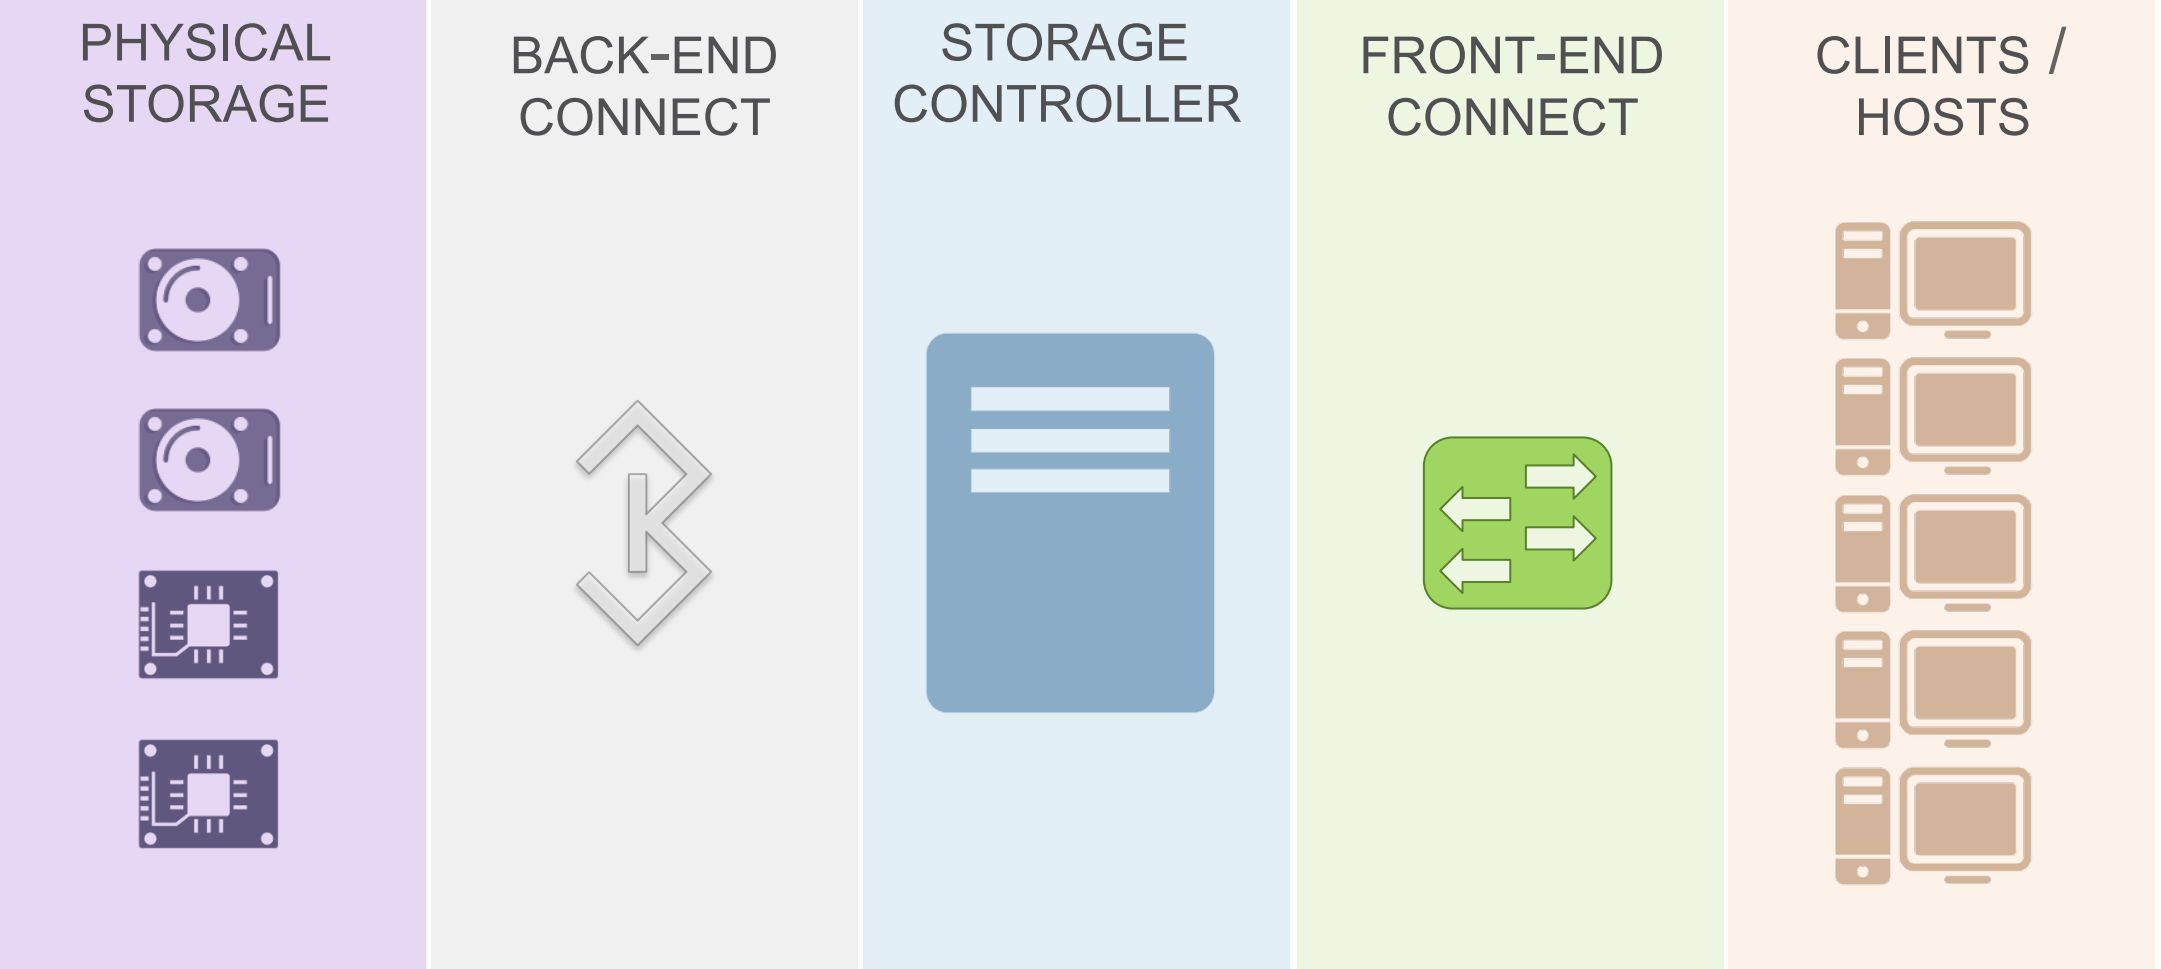 PHYSICAL
STORAGE
BACK-END
CONNECT
STORAGE
CONTROLLER
FRONT-END
CONNECT
CLIENTS /
HOSTS